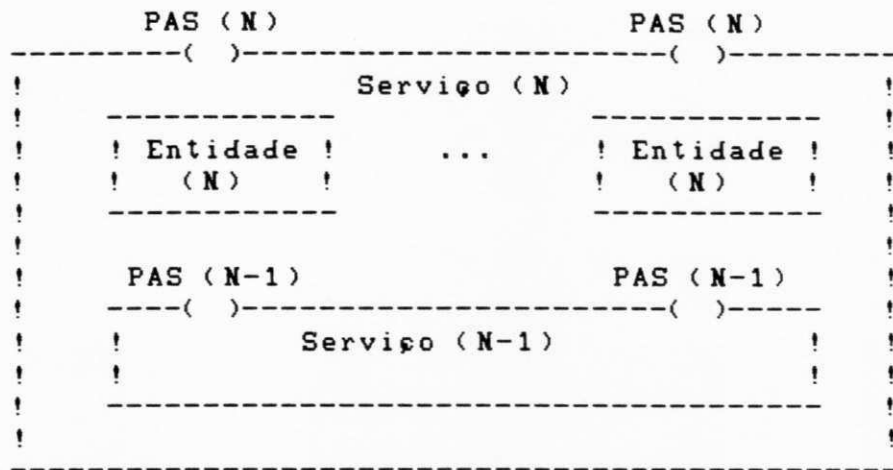 PAS (N) PAS (N)
Serviço (N)
Entidade ... Entidade
(N) (N)
PAS (N-1) PAS (N-1)
Serviço (N-1)